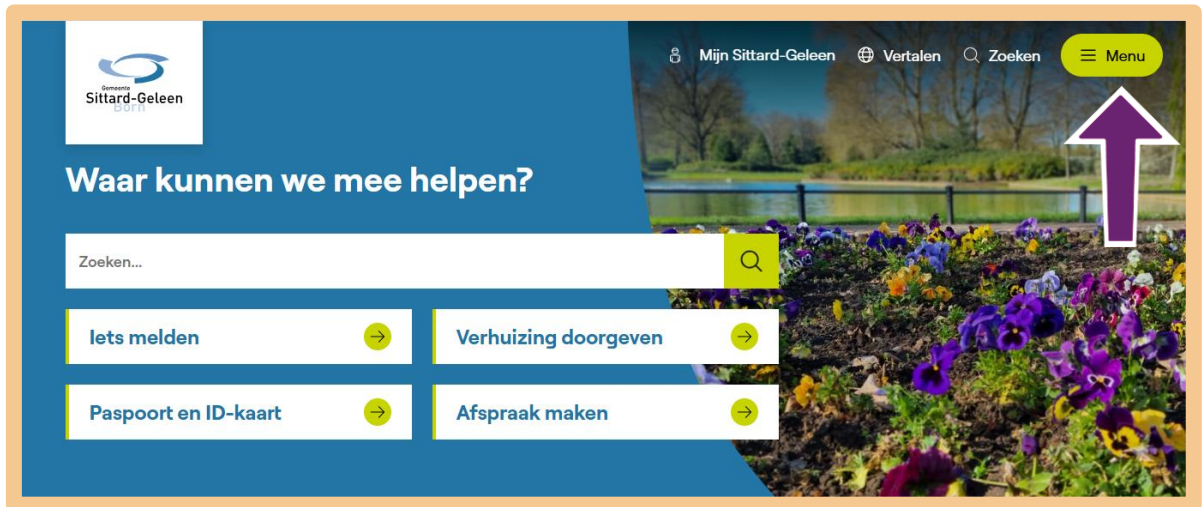 Gemeente
Sittard-Geleen
Born
Mijn Sittard-Geleen
Vertalen
Zoeken
Menu
Waar kunnen we mee helpen?
Zoeken...
Iets melden
Verhuizing doorgeven
Paspoort en ID-kaart
Afspraak maken